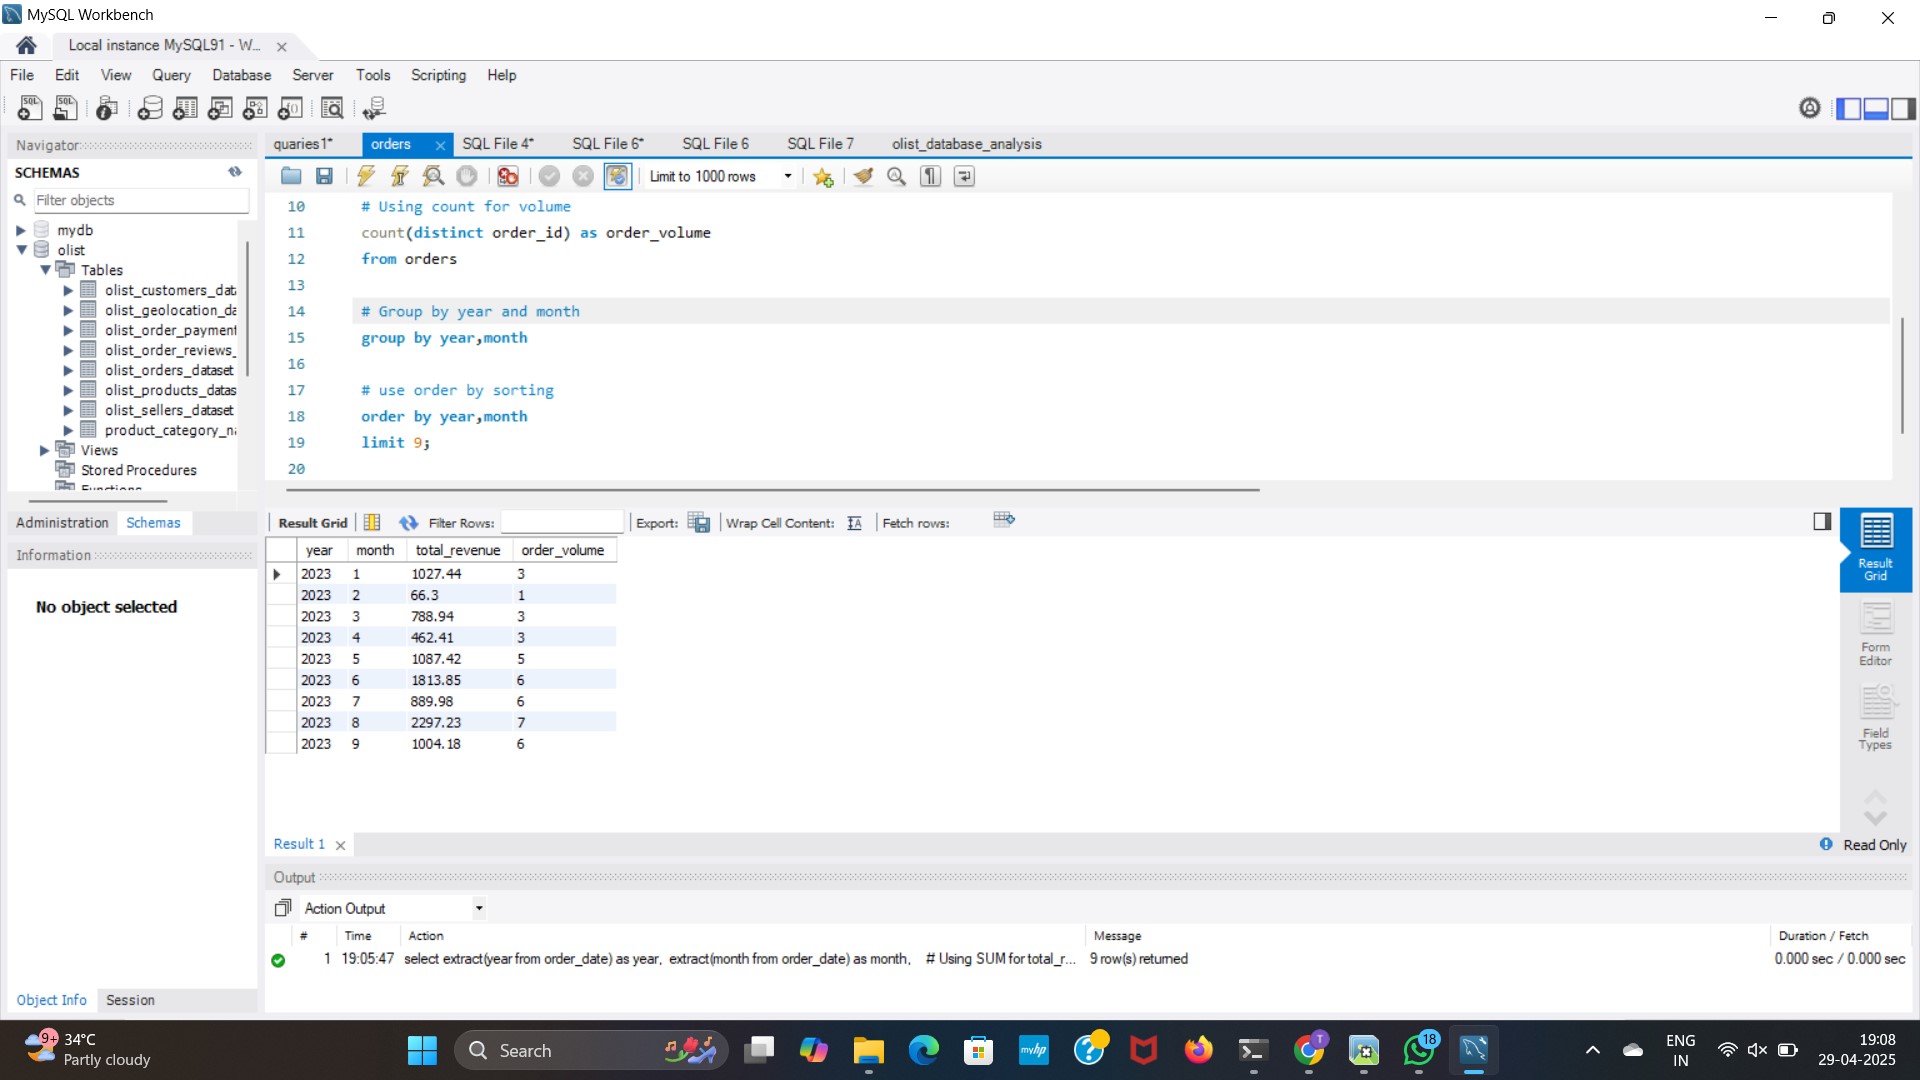 MySQL Workbench
Local instance MySQL91 - W...
File Edit View Query Database Server Tools Scripting Help
Navigator
SCHEMAS
Filter objects
mydb
olist
Tables
olist_customers_dat
olist_geolocation_da
olist_order_payment
olist_order_reviews_
olist_orders_dataset
olist_products_datas
olist_sellers_dataset
product_category_n
Views
Stored Procedures
Functions
Administration Schemas
Information
No object selected
Object Info Session
quaries1* orders SQL File 4* SQL File 6* SQL File 6 SQL File 7 olist_database_analysis
Limit to 1000 rows
10 # Using count for volume
11 count(distinct order_id) as order_volume
12 from orders
13
14 # Group by year and month
15 group by year,month
16
17 # use order by sorting
18 order by year,month
19 limit 9;
20
Result Grid Filter Rows: Export: Wrap Cell Content: Fetch rows:
year month total_revenue order_volume
2023 1 1027.44 3
2023 2 66.3 1
2023 3 788.94 3
2023 4 462.41 3
2023 5 1087.42 5
2023 6 1813.85 6
2023 7 889.98 6
2023 8 2297.23 7
2023 9 1004.18 6
Result Grid
Form Editor
Field Types
Result 1
Read Only
Output
Action Output
# Time Action Message Duration / Fetch
1 19:05:47 select extract(year from order_date) as year, extract(month from order_date) as month, # Using SUM for total_r... 9 row(s) returned 0.000 sec / 0.000 sec
9+ 34°C
Partly cloudy
Search
myhp
T
18
ENG
IN
19:08
29-04-2025